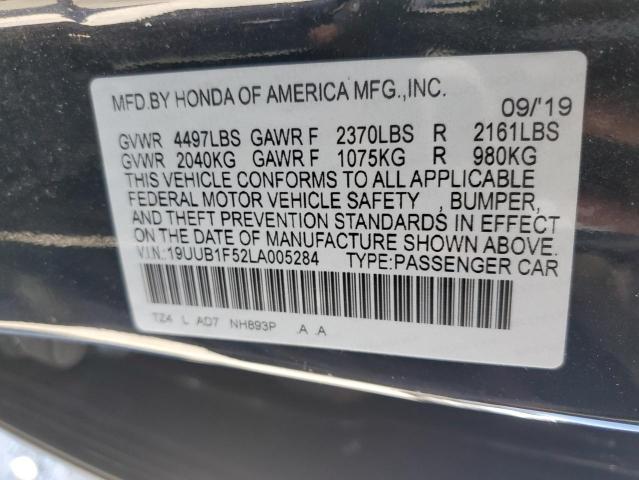 MFD.BY HONDA OF AMERICA MFG.,INC. 09/'19
GVWR 4497LBS GAWR F 2370LBS R 2161LBS
GVWR 2040KG GAWR F 1075KG R 980KG
THIS VEHICLE CONFORMS TO ALL APPLICABLE
FEDERAL MOTOR VEHICLE SAFETY , BUMPER,
AND THEFT PREVENTION STANDARDS IN EFFECT
ON THE DATE OF MANUFACTURE SHOWN ABOVE.
V.I.N.:19UUB1F52LA005284 TYPE:PASSENGER CAR
TZ4 L AD7 NH893P .A .A